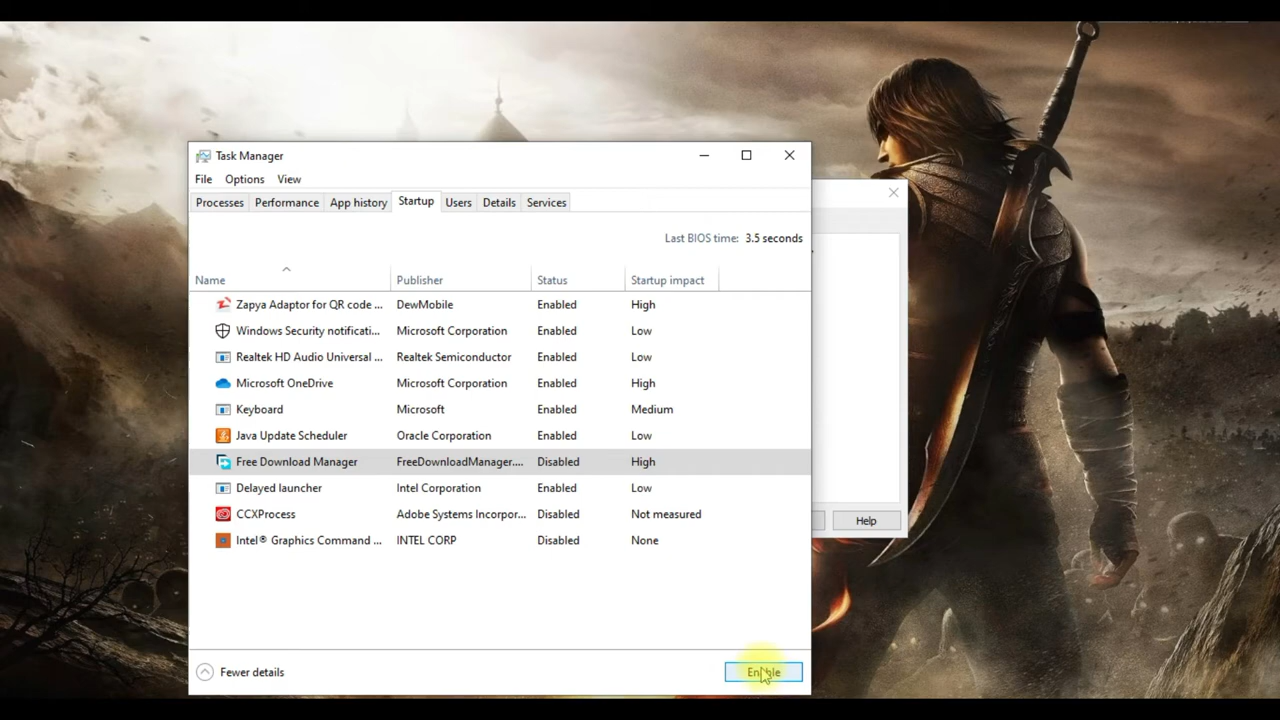 Task Manager
File Options View
Processes Performance App history Startup Users Details Services
Last BIOS time: 3.5 seconds
Name Publisher Status Startup impact
Zapya Adaptor for QR code ... DewMobile Enabled High
Windows Security notificati... Microsoft Corporation Enabled Low
Realtek HD Audio Universal ... Realtek Semiconductor Enabled Low
Microsoft OneDrive Microsoft Corporation Enabled High
Keyboard Microsoft Enabled Medium
Java Update Scheduler Oracle Corporation Enabled Low
Free Download Manager FreeDownloadManager.... Disabled High
Delayed launcher Intel Corporation Enabled Low
CCXProcess Adobe Systems Incorpor... Disabled Not measured
Intel® Graphics Command ... INTEL CORP Disabled None
Help
Fewer details Enable